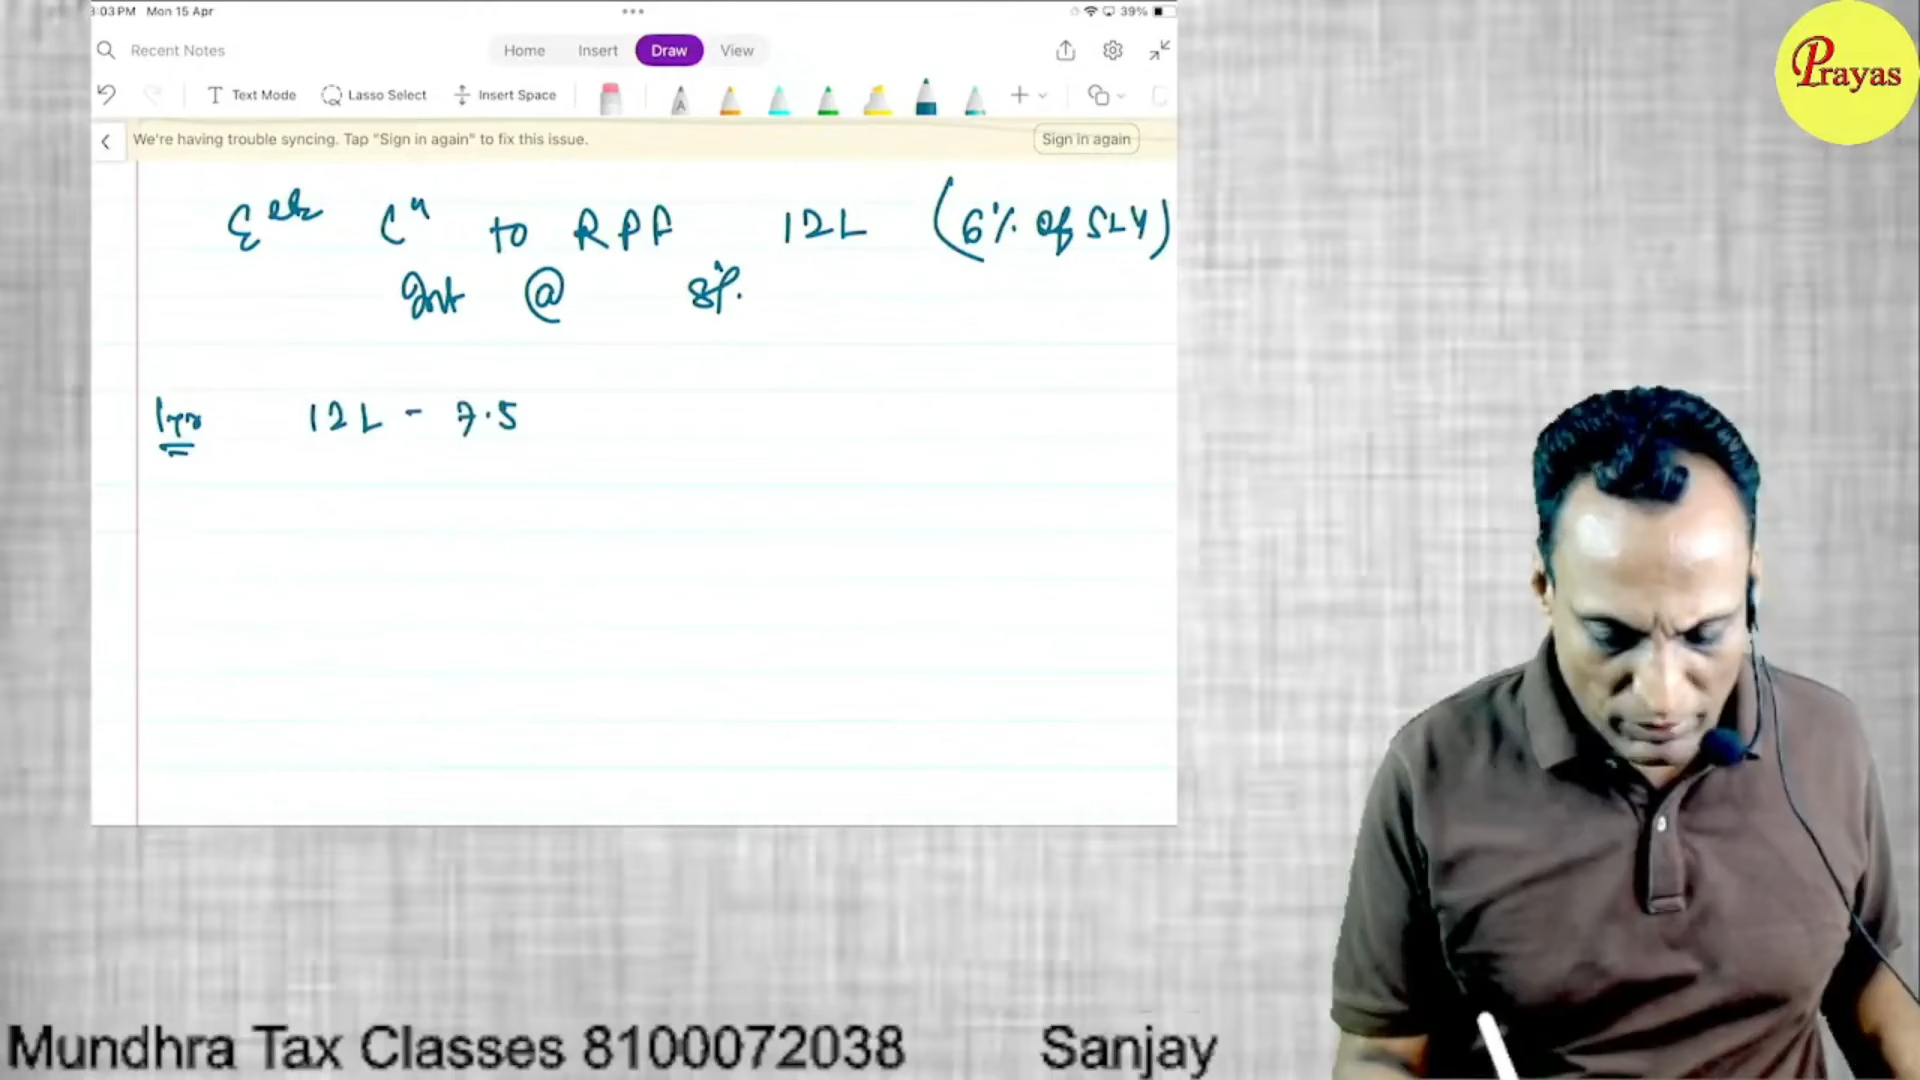 3:03 PM Mon 15 Apr
39%
Prayas
Recent Notes
Home Insert Draw View
Text Mode Lasso Select Insert Space
We're having trouble syncing. Tap "Sign in again" to fix this issue.
Sign in again
to RPF 12L (6% of SLY)
Int @ 8%.
1yr 12L - 7.5
Mundhra Tax Classes 8100072038 Sanjay